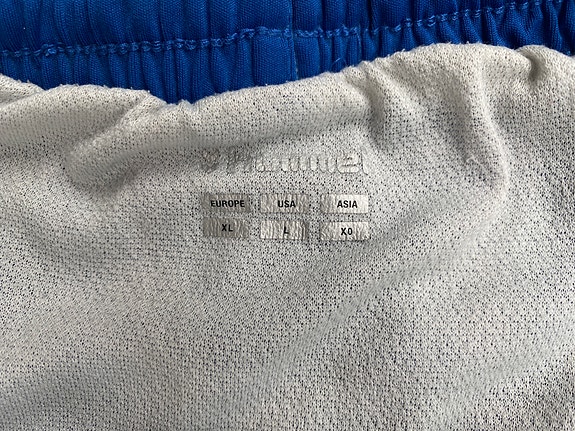 hummel
EUROPE USA ASIA
XL L XO